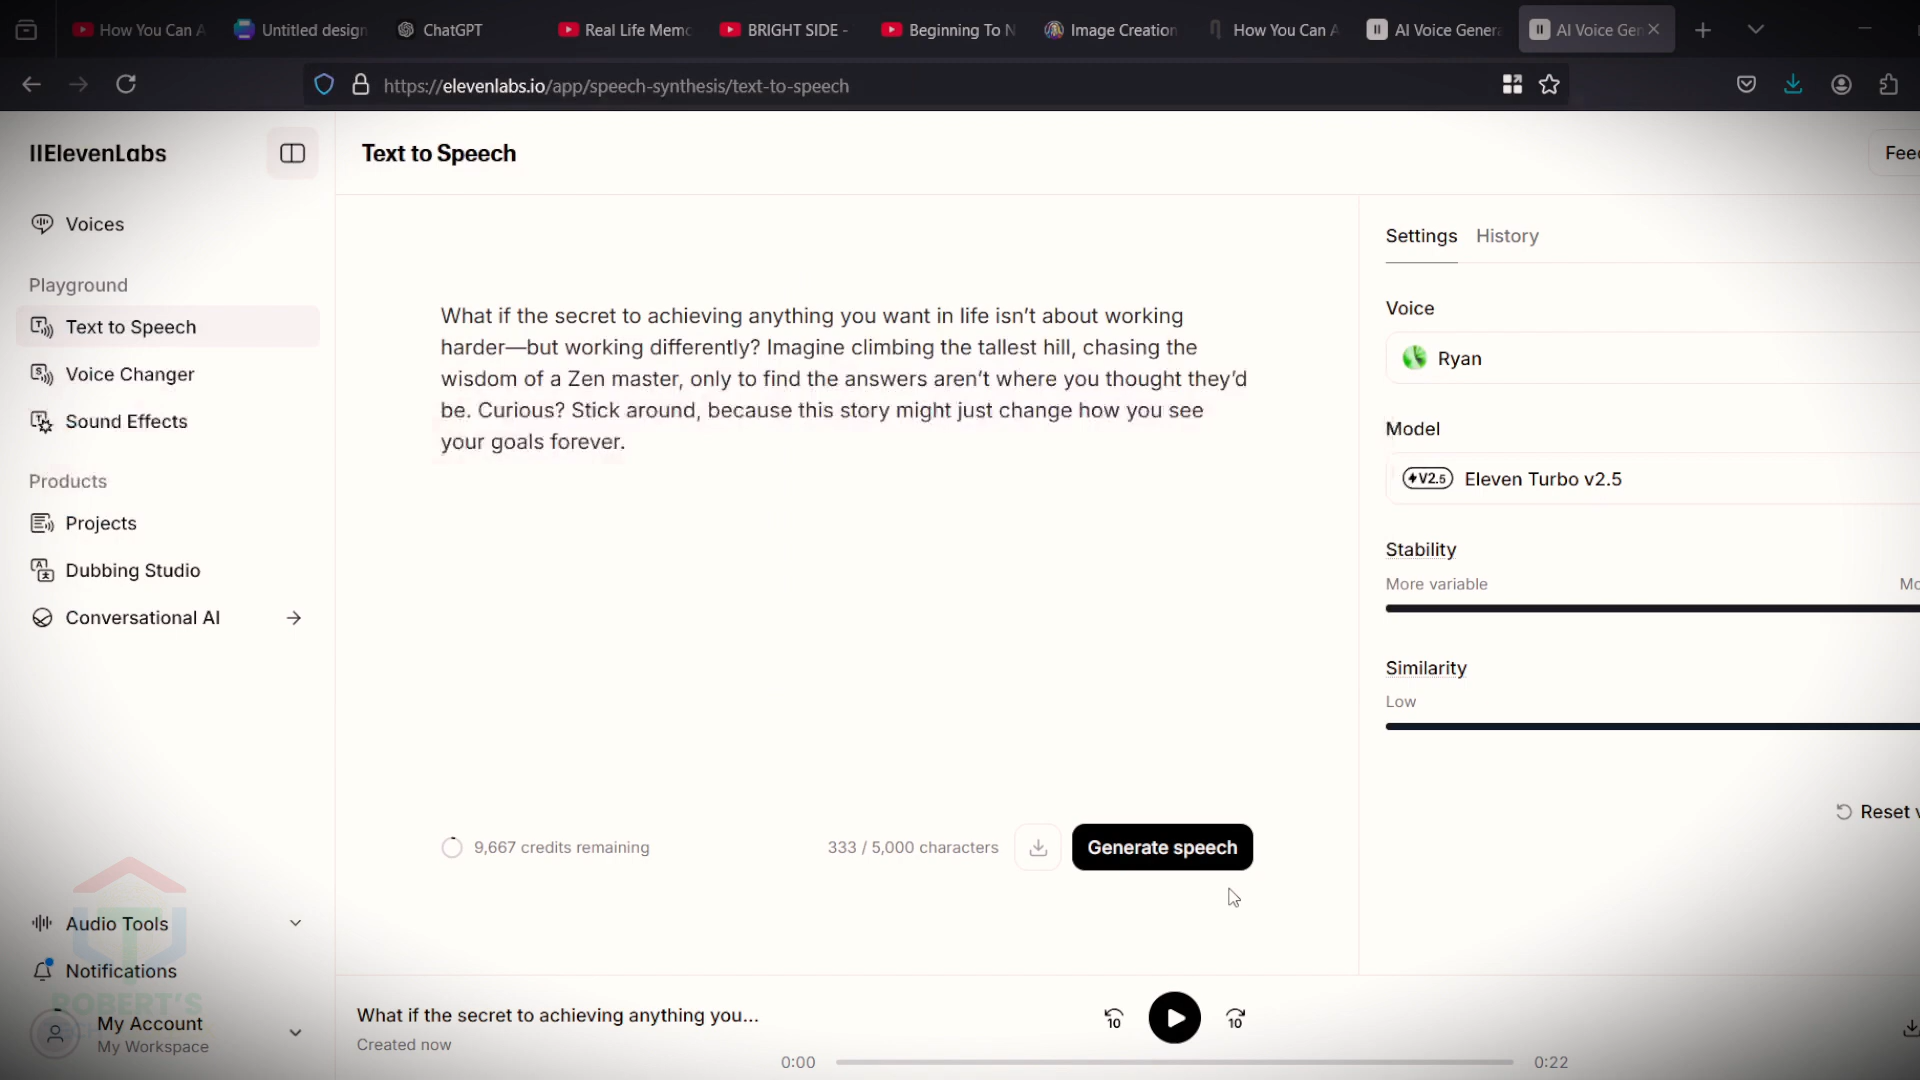 How You Can A
Untitled design
ChatGPT
Real Life Memo
BRIGHT SIDE -
Beginning To N
Image Creation
How You Can A
AI Voice Genera
AI Voice Gen
https://elevenlabs.io/app/speech-synthesis/text-to-speech
IIElevenLabs
Text to Speech
Feed
Voices
Playground
Text to Speech
Voice Changer
Sound Effects
Products
Projects
Dubbing Studio
Conversational AI
What if the secret to achieving anything you want in life isn’t about working
harder—but working differently? Imagine climbing the tallest hill, chasing the
wisdom of a Zen master, only to find the answers aren’t where you thought they’d
be. Curious? Stick around, because this story might just change how you see
your goals forever.
Settings History
Voice
Ryan
Model
V2.5 Eleven Turbo v2.5
Stability
More variable Mo
Similarity
Low
Reset v
9,667 credits remaining
333 / 5,000 characters
Generate speech
Audio Tools
Notifications
ROBERT'S
My Account
My Workspace
What if the secret to achieving anything you...
Created now
10
10
0:00
0:22